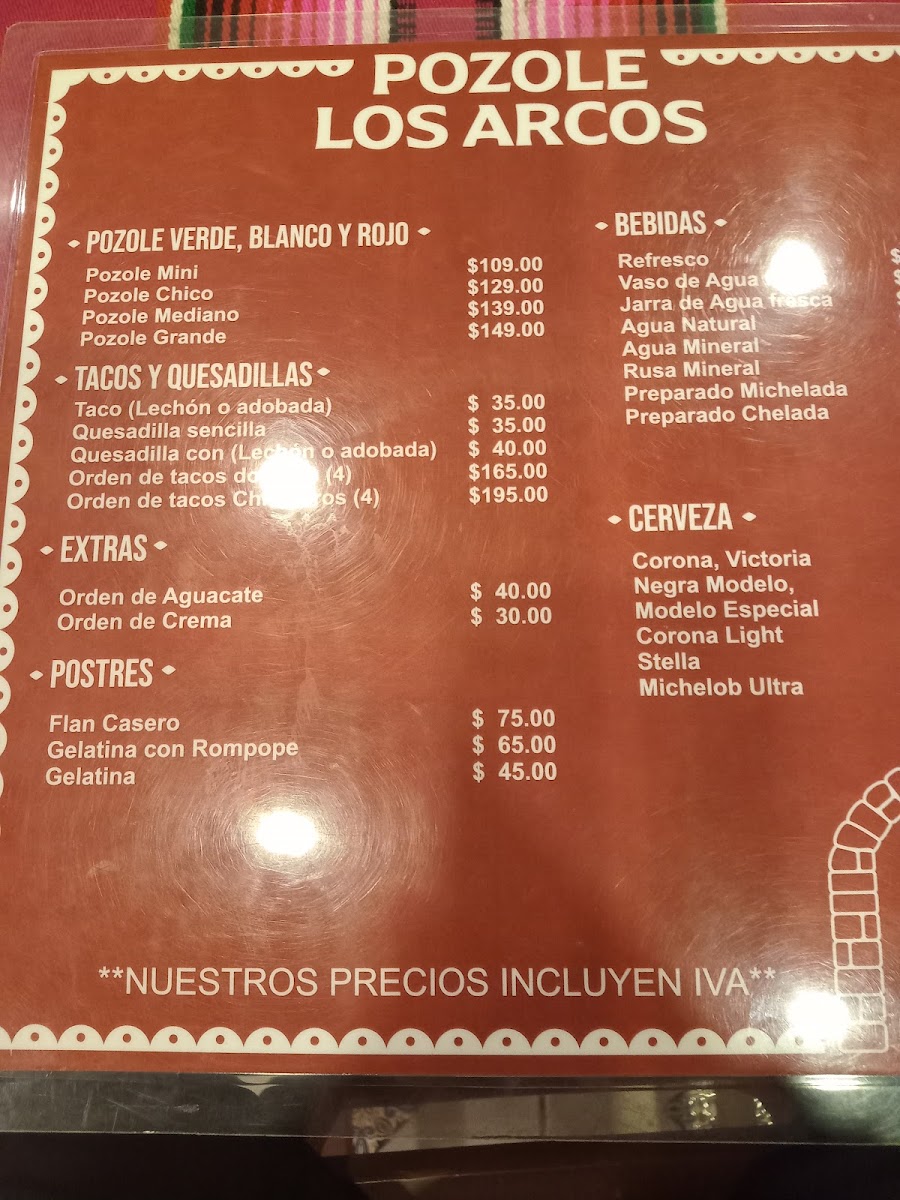 POZOLE
LOS ARCOS
POZOLE VERDE, BLANCO Y ROJO
Pozole Mini $109.00
Pozole Chico $129.00
Pozole Mediano $139.00
Pozole Grande $149.00
TACOS Y QUESADILLAS
Taco (Lechón o adobada) $ 35.00
Quesadilla sencilla $ 35.00
Quesadilla con (Lechón o adobada) $ 40.00
Orden de tacos (4) $165.00
Orden de tacos (4) $195.00
EXTRAS
Orden de Aguacate $ 40.00
Orden de Crema $ 30.00
POSTRES
Flan Casero $ 75.00
Gelatina con Rompope $ 65.00
Gelatina $ 45.00
BEBIDAS
Refresco $
Vaso de Agua $
Jarra de Agua fresca
Agua Natural
Agua Mineral
Rusa Mineral
Preparado Michelada
Preparado Chelada
CERVEZA
Corona, Victoria
Negra Modelo,
Modelo Especial
Corona Light
Stella
Michelob Ultra
**NUESTROS PRECIOS INCLUYEN IVA**